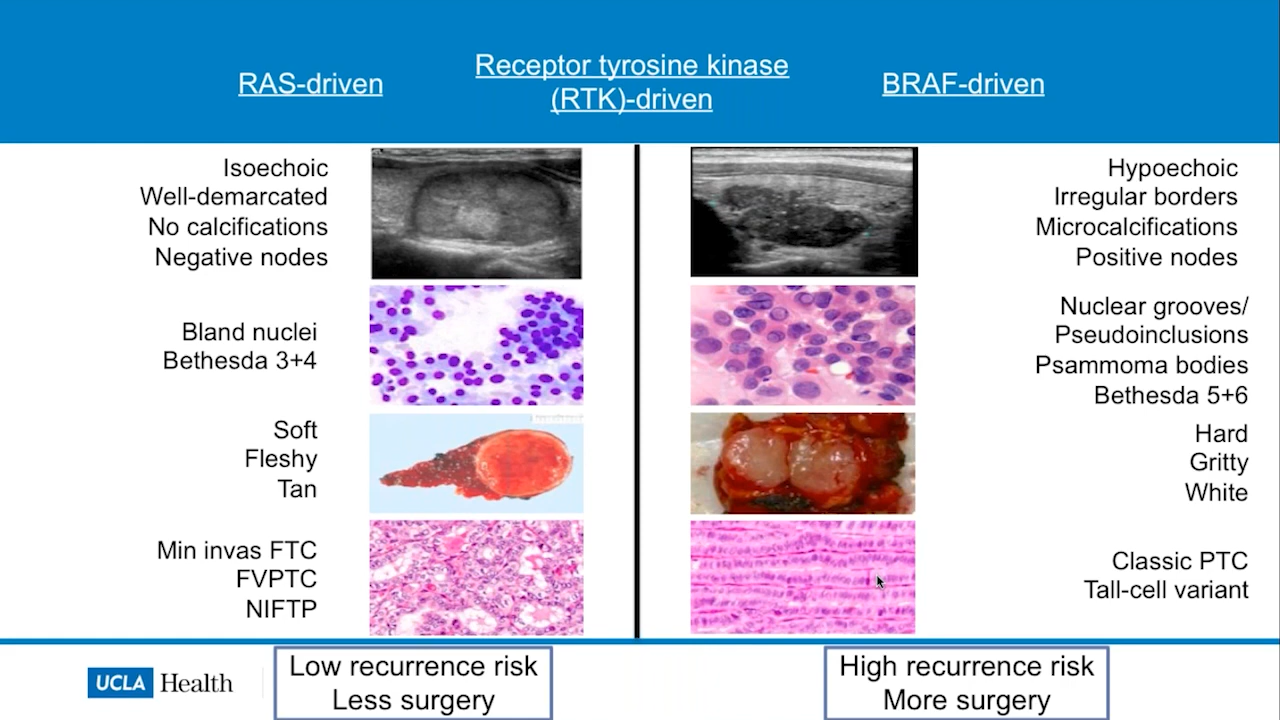 RAS-driven
Receptor tyrosine kinase
(RTK)-driven
BRAF-driven
Isoechoic
Well-demarcated
No calcifications
Negative nodes
Hypoechoic
Irregular borders
Microcalcifications
Positive nodes
Bland nuclei
Bethesda 3+4
Nuclear grooves/
Pseudoinclusions
Psammoma bodies
Bethesda 5+6
Soft
Fleshy
Tan
Hard
Gritty
White
Min invas FTC
FVPTC
NIFTP
Classic PTC
Tall-cell variant
UCLA Health
Low recurrence risk
Less surgery
High recurrence risk
More surgery